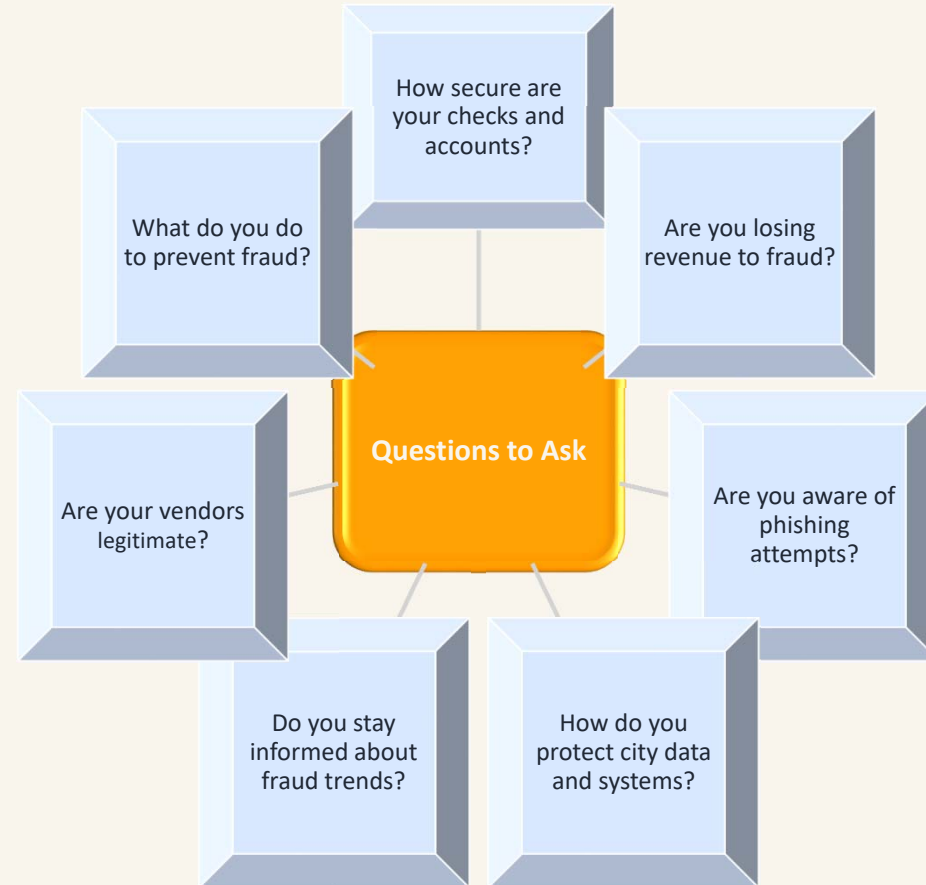 How secure are
your checks and
accounts?
What do you do
to prevent fraud?
Are you losing
revenue to fraud?
Questions to Ask
Are your vendors
legitimate?
Are you aware of
phishing
attempts?
Do you stay
informed about
fraud trends?
How do you
protect city data
and systems?